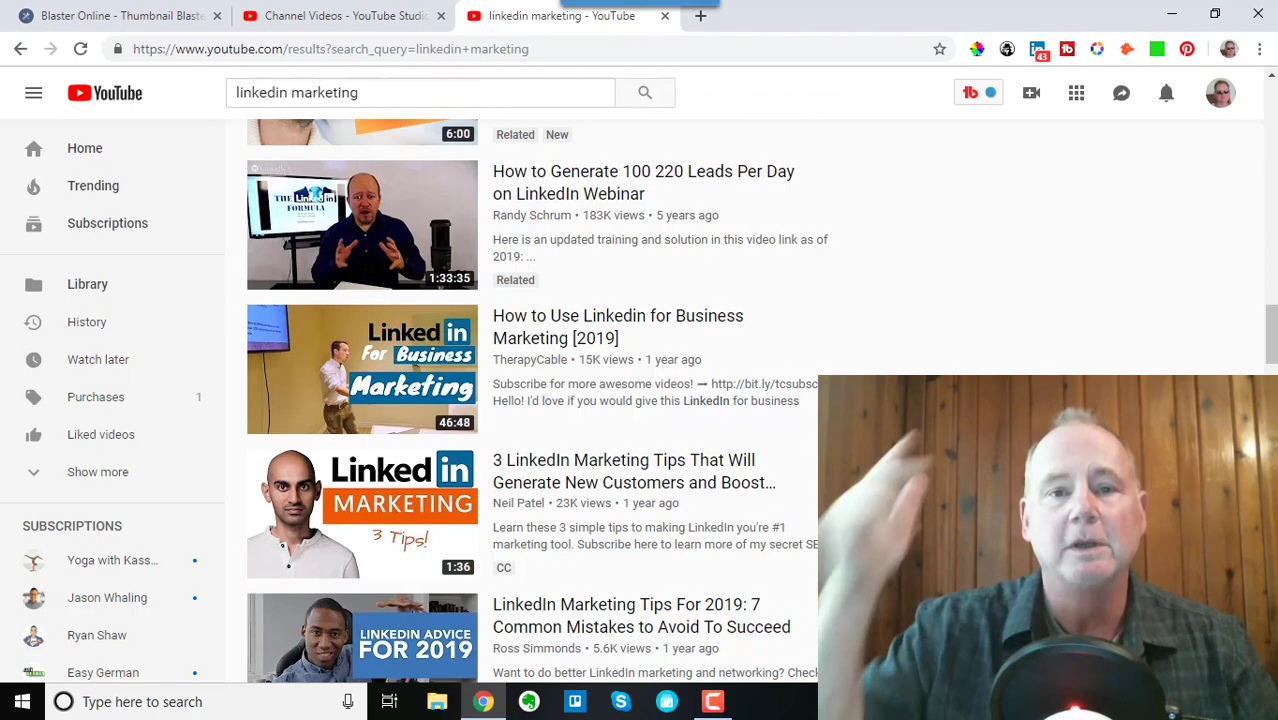 Blaster Online - Thumbnail Blaste
Channel Videos - YouTube Studio
linkedin marketing - YouTube
https://www.youtube.com/results?search_query=linkedin+marketing
43
YouTube
linkedin marketing
Home
Trending
Subscriptions
Library
History
Watch later
Purchases 1
Liked videos
Show more
SUBSCRIPTIONS
Yoga with Kass...
Jason Whaling
Ryan Shaw
Easy German
6:00
Related New
THE Linkedin
FORMULA
1:33:35
How to Generate 100 220 Leads Per Day
on LinkedIn Webinar
Randy Schrum • 183K views • 5 years ago
Here is an updated training and solution in this video link as of
2019: ...
Related
Linked in
For Business
Marketing
46:48
How to Use Linkedin for Business
Marketing [2019]
TherapyCable • 15K views • 1 year ago
Subscribe for more awesome videos! ➞ http://bit.ly/tcsubsc
Hello! I'd love if you would give this LinkedIn for business
Linked in
MARKETING
3 Tips!
1:36
3 LinkedIn Marketing Tips That Will
Generate New Customers and Boost...
Neil Patel • 23K views • 1 year ago
Learn these 3 simple tips to making LinkedIn you're #1
marketing tool. Subscribe here to learn more of my secret SE
CC
LINKEDIN ADVICE
FOR 2019
LinkedIn Marketing Tips For 2019: 7
Common Mistakes to Avoid To Succeed
Ross Simmonds • 5.6K views • 1 year ago
Want to do better LinkedIn marketing and networking? Check
Type here to search